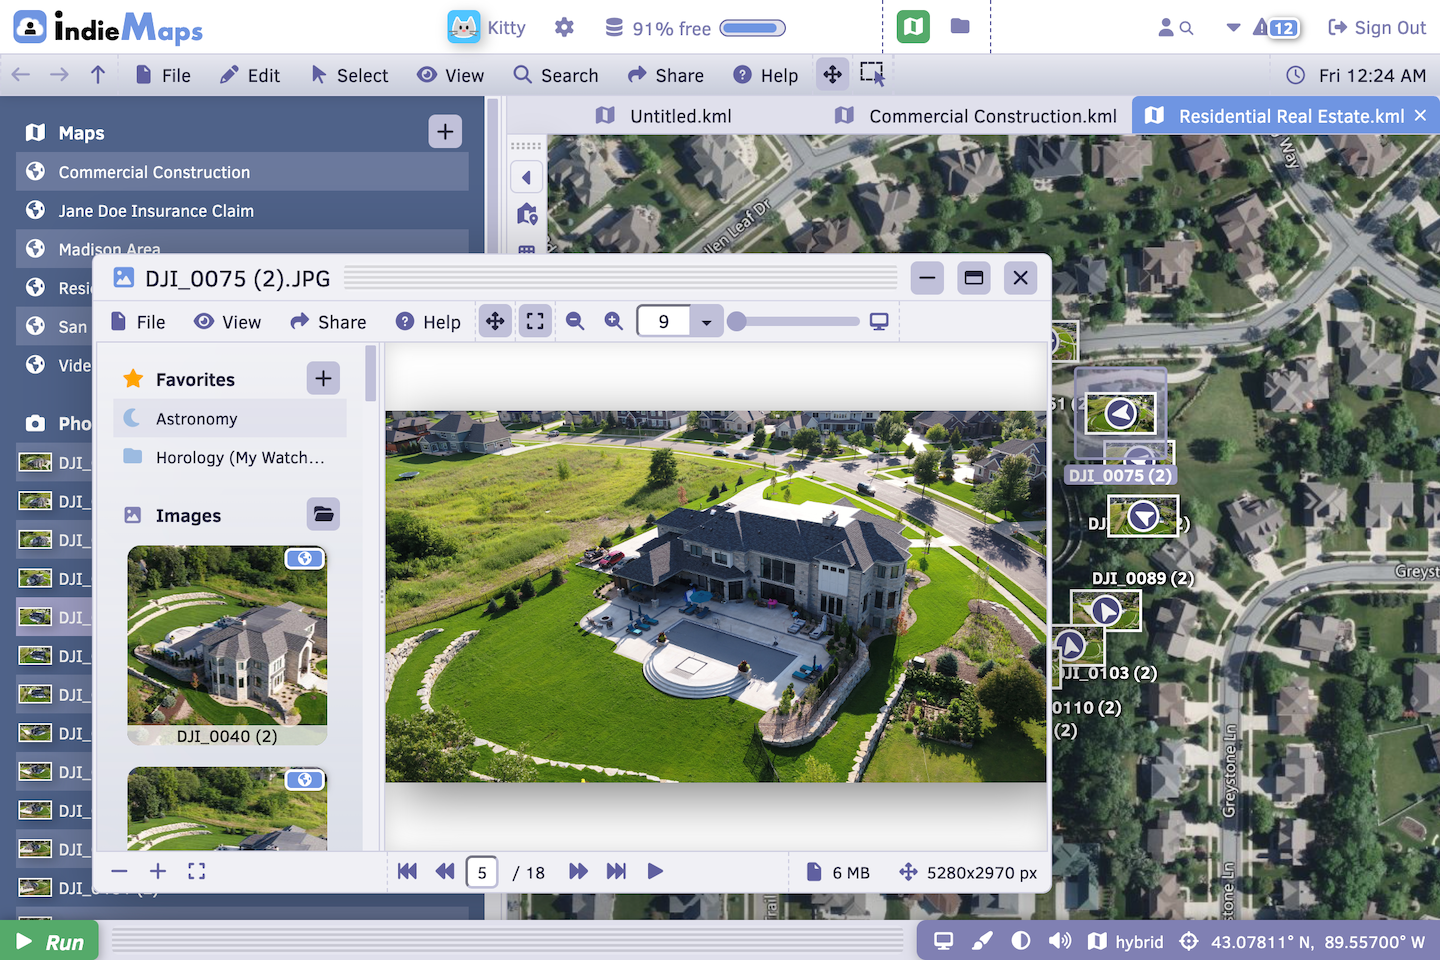 IndieMaps
Kitty
91% free
12
Sign Out
File
Edit
Select
View
Search
Share
Help
Fri 12:24 AM
Maps
Commercial Construction
Jane Doe Insurance Claim
Madison Area
Resi
San
Vide
Pho
DJI_
DJI_
DJI_
DJI_
DJI_
DJI_
DJI_
DJI_
DJI_
DJI_
DJI_
Untitled.kml
Commercial Construction.kml
Residential Real Estate.kml
llen Leaf Dr
Way
DJI_0075 (2).JPG
File
View
Share
Help
9
Favorites
Astronomy
Horology (My Watch...
Images
DJI_0040 (2)
5 / 18
6 MB
5280x2970 px
DJI_0075 (2)
DJI_0089 (2)
DJI_0103 (2)
0110 (2)
(2)
Greyst
Greystone Ln
stone Ln
Trail
Run
hybrid
43.07811° N, 89.55700° W